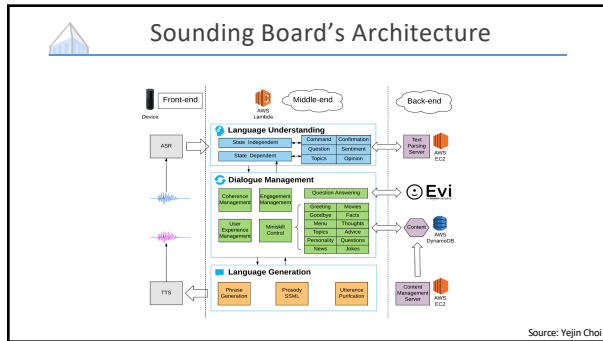 Sounding Board's Architecture
Front-end
Middle-end
Back-end
Device
AWS
Lambda
Language Understanding
ASR
State Independent
State Dependent
Command
Confirmation
Question
Sentiment
Topics
Opinion
Text
Parsing
Server
AWS
EC2
Dialogue Management
Coherence
Management
Engagement
Management
Question Answering
Evi
User
Experience
Management
Miniskill
Control
Greeting
Movies
Goodbye
Facts
Menu
Thoughts
Topics
Advice
Personality
Questions
News
Jokes
Content
AWS
DynamoDB
Language Generation
TTS
Phrase
Generation
Prosody
SSML
Utterance
Purifcation
Content
Management
Server
AWS
EC2
Source: Yejin Choi